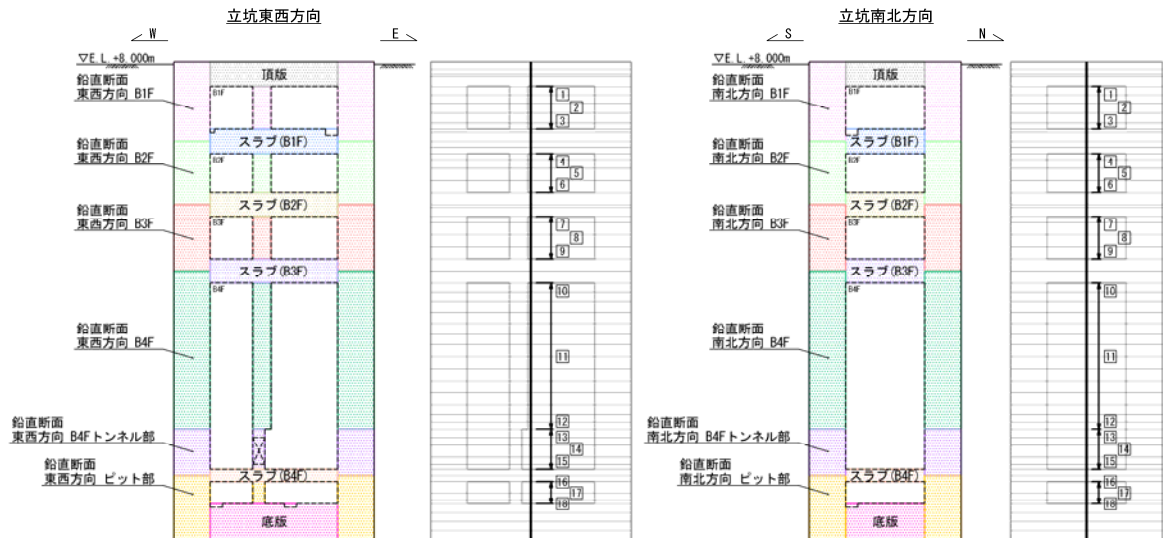 立坑東西方向
W
E
▽E.L.+8.000m
鉛直断面
東西方向 B1F
鉛直断面
東西方向 B2F
鉛直断面
東西方向 B3F
鉛直断面
東西方向 B4F
鉛直断面
東西方向 B4Fトンネル部
鉛直断面
東西方向 ピット部
頂版
B1F
スラブ(B1F)
B2F
スラブ(B2F)
B3F
スラブ(B3F)
B4F
スラブ(B4F)
底版
1
2
3
4
5
6
7
8
9
10
11
12
13
14
15
16
17
18
立坑南北方向
S
N
▽E.L.+8.000m
鉛直断面
南北方向 B1F
鉛直断面
南北方向 B2F
鉛直断面
南北方向 B3F
鉛直断面
南北方向 B4F
鉛直断面
南北方向 B4Fトンネル部
鉛直断面
南北方向 ピット部
頂版
B1F
スラブ(B1F)
B2F
スラブ(B2F)
B3F
スラブ(B3F)
B4F
スラブ(B4F)
底版
1
2
3
4
5
6
7
8
9
10
11
12
13
14
15
16
17
18